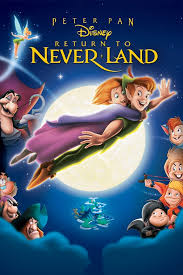 PETER PAN
Disney
RETURN TO
NEVER LAND